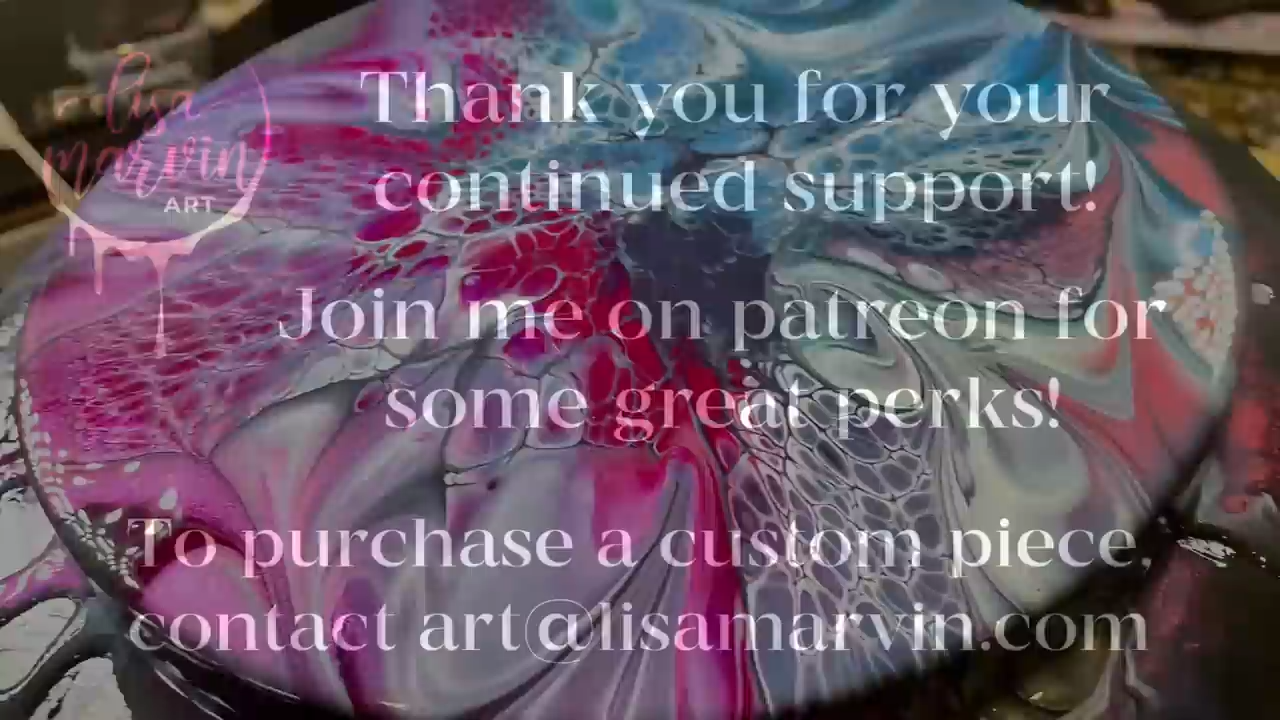 lisa
marvin
ART
Thank you for your
continued support!
Join me on patreon for
some great perks!
To purchase a custom piece
contact art@lisamarvin.com